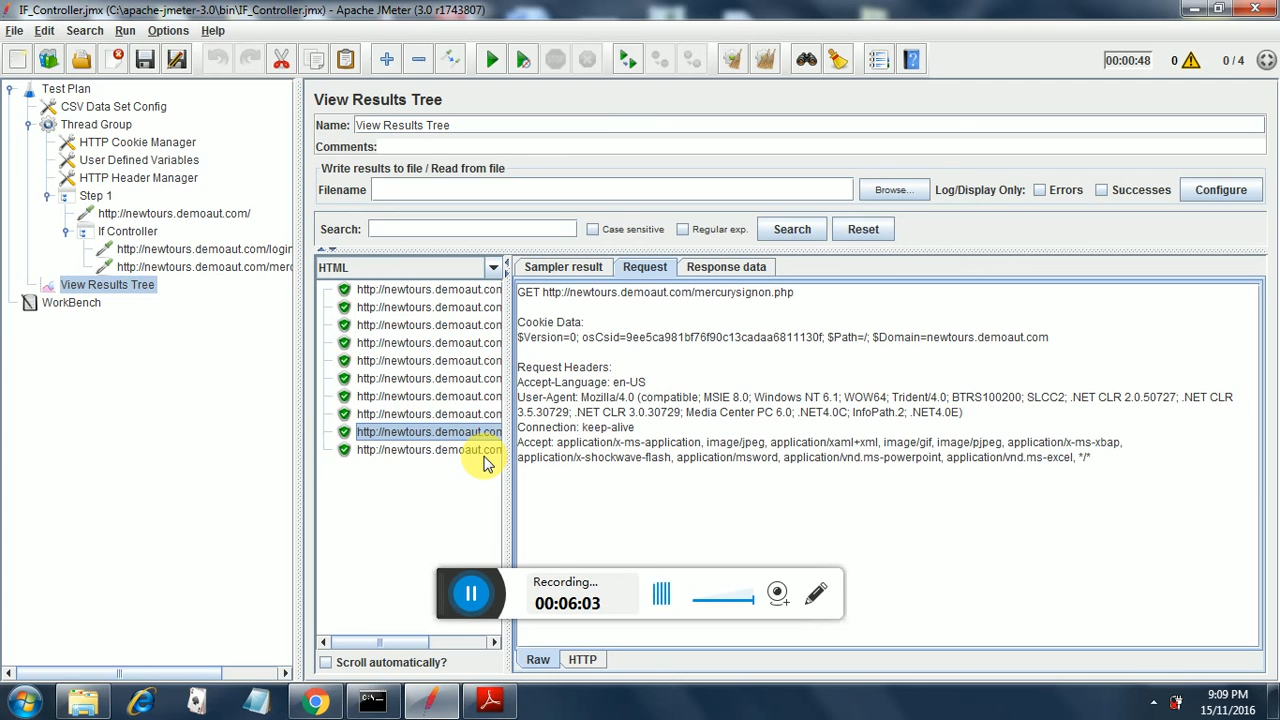 IF_Controller.jmx (C:\apache-jmeter-3.0\bin\IF_Controller.jmx) - Apache JMeter (3.0 r1743807)
File Edit Search Run Options Help
00:00:48 0 0 / 4
Test Plan
CSV Data Set Config
Thread Group
HTTP Cookie Manager
User Defined Variables
HTTP Header Manager
Step 1
http://newtours.demoaut.com/
If Controller
http://newtours.demoaut.com/login
http://newtours.demoaut.com/merc
View Results Tree
WorkBench
View Results Tree
Name: View Results Tree
Comments:
Write results to file / Read from file
Filename Browse... Log/Display Only: Errors Successes Configure
Search: Case sensitive Regular exp. Search Reset
HTML
http://newtours.demoaut.com
http://newtours.demoaut.com
http://newtours.demoaut.com
http://newtours.demoaut.com
http://newtours.demoaut.com
http://newtours.demoaut.com
http://newtours.demoaut.com
http://newtours.demoaut.com
http://newtours.demoaut.com
http://newtours.demoaut.com
Scroll automatically?
Sampler result Request Response data
GET http://newtours.demoaut.com/mercurysignon.php
Cookie Data:
$Version=0; osCsid=9ee5ca981bf76f90c13cadaa6811130f; $Path=/; $Domain=newtours.demoaut.com
Request Headers:
Accept-Language: en-US
User-Agent: Mozilla/4.0 (compatible; MSIE 8.0; Windows NT 6.1; WOW64; Trident/4.0; BTRS100200; SLCC2; .NET CLR 2.0.50727; .NET CLR
3.5.30729; .NET CLR 3.0.30729; Media Center PC 6.0; .NET4.0C; InfoPath.2; .NET4.0E)
Connection: keep-alive
Accept: application/x-ms-application, image/jpeg, application/xaml+xml, image/gif, image/pjpeg, application/x-ms-xbap,
application/x-shockwave-flash, application/msword, application/vnd.ms-powerpoint, application/vnd.ms-excel, */*
Recording...
00:06:03
Raw HTTP
9:09 PM
15/11/2016